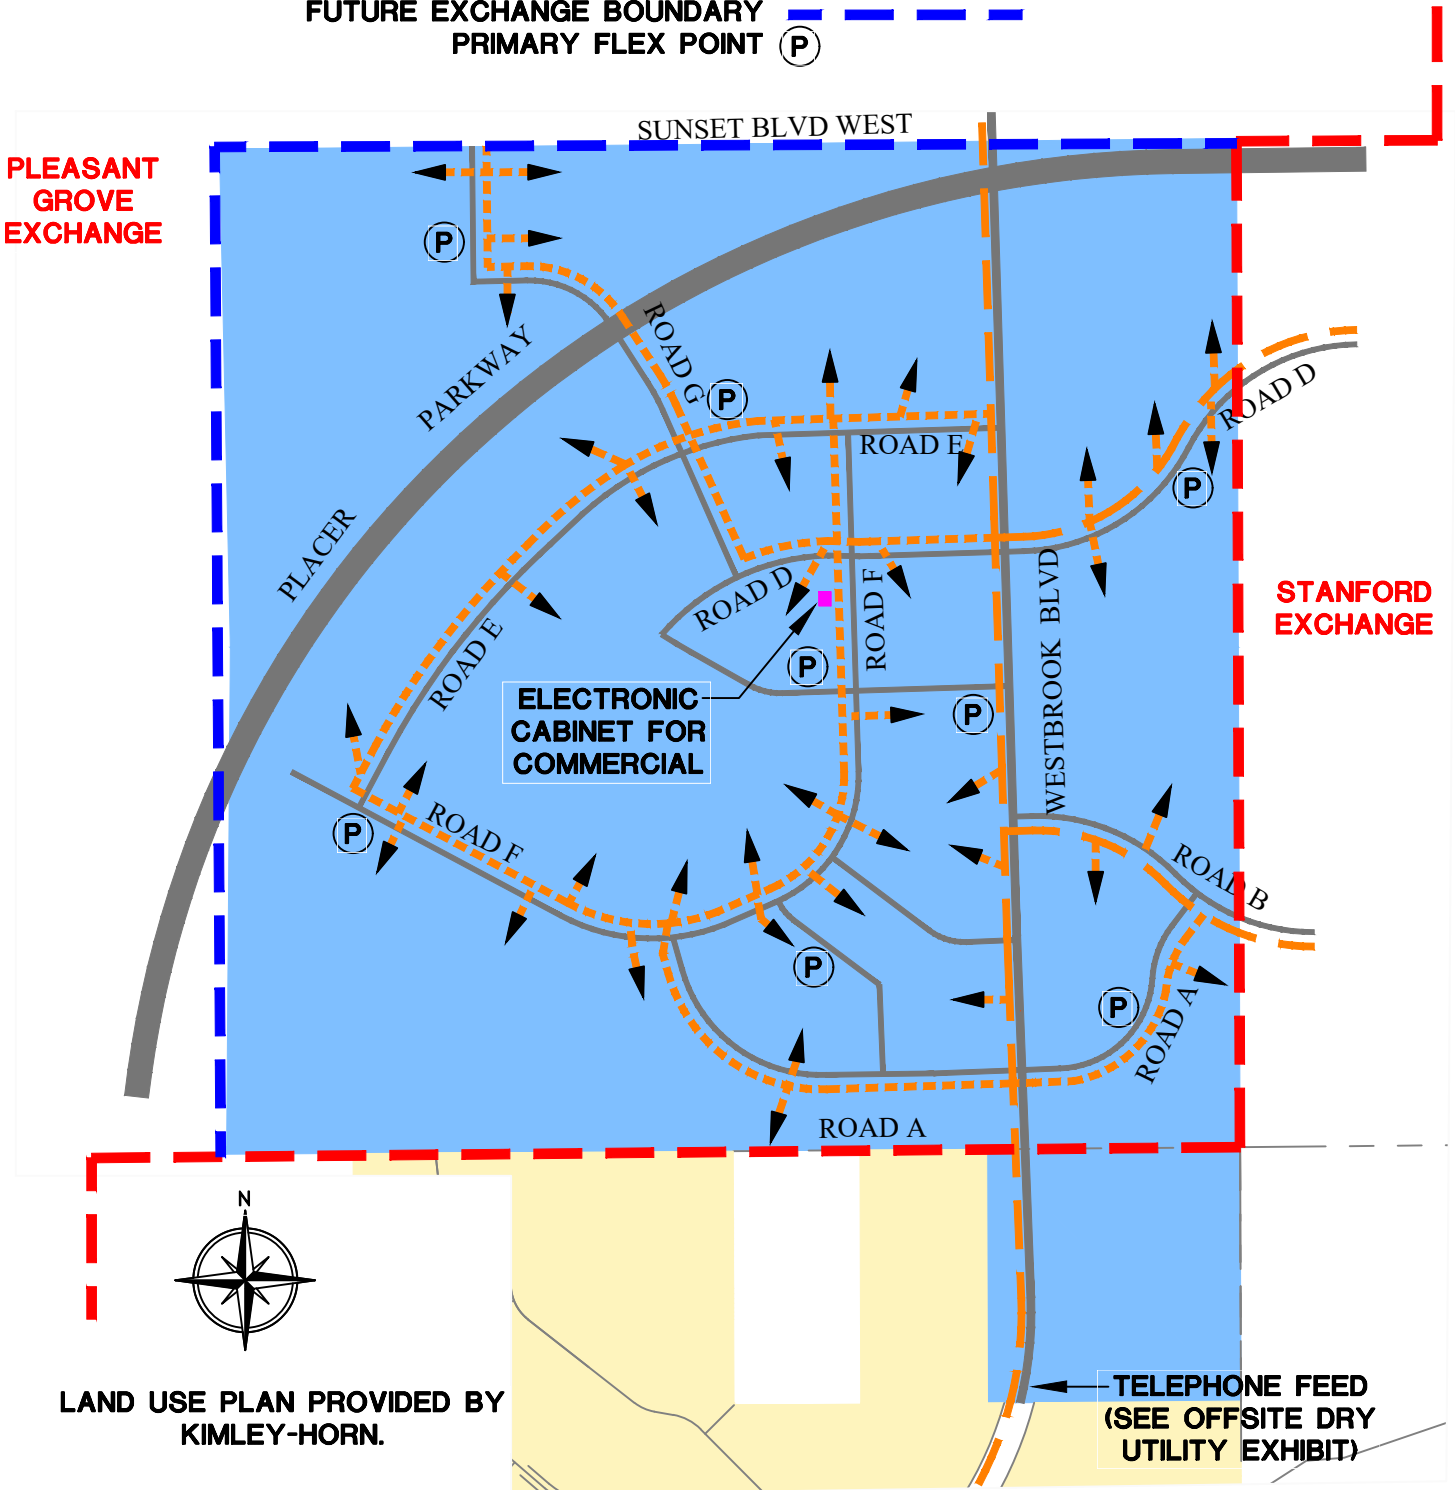 FUTURE EXCHANGE BOUNDARY
PRIMARY FLEX POINT P
SUNSET BLVD WEST
PLEASANT
GROVE
EXCHANGE
P
ROAD G
PARKWAY
P
ROAD D
ROAD E
P
PLACER
ROAD D
ROAD F
WESTBROOK BLVD
STANFORD
EXCHANGE
ROAD E
P
ELECTRONIC
CABINET FOR
COMMERCIAL
P
P
ROAD F
ROAD B
P
P
ROAD A
ROAD A
N
LAND USE PLAN PROVIDED BY
KIMLEY-HORN.
TELEPHONE FEED
(SEE OFFSITE DRY
UTILITY EXHIBIT)